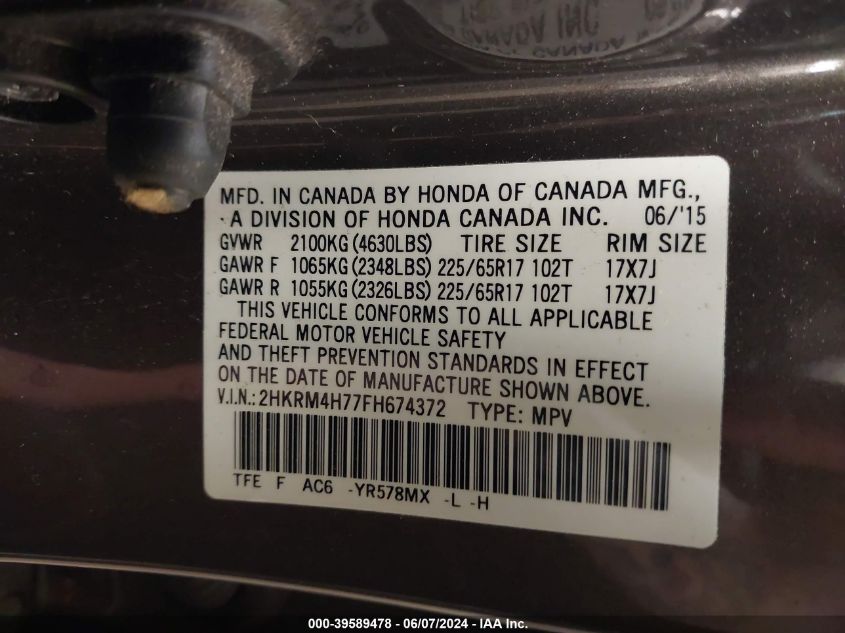 CANADA INC
MFD. IN CANADA BY HONDA OF CANADA MFG.,
A DIVISION OF HONDA CANADA INC. 06/'15
GVWR 2100KG (4630LBS) TIRE SIZE RIM SIZE
GAWR F 1065KG (2348LBS) 225/65R17 102T 17X7J
GAWR R 1055KG (2326LBS) 225/65R17 102T 17X7J
THIS VEHICLE CONFORMS TO ALL APPLICABLE
FEDERAL MOTOR VEHICLE SAFETY
AND THEFT PREVENTION STANDARDS IN EFFECT
ON THE DATE OF MANUFACTURE SHOWN ABOVE.
V.I.N.: 2HKRM4H77FH674372 TYPE: MPV
TFE F AC6 -YR578MX -L -H
000-39589478 - 06/07/2024 - IAA Inc.